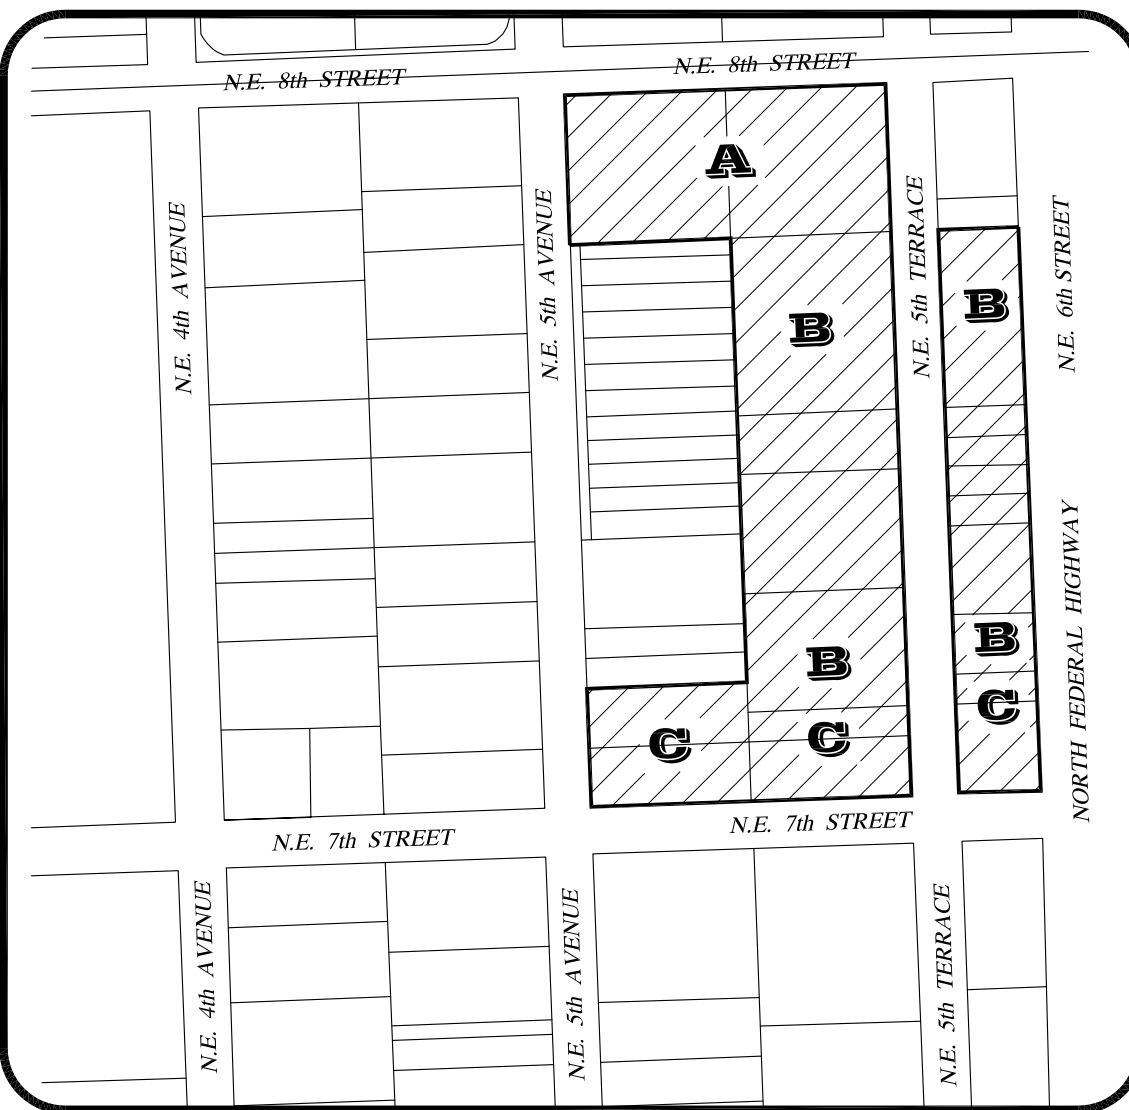 N.E. 8th STREET
N.E. 8th STREET
A
N.E. 4th AVENUE
N.E. 5th AVENUE
N.E. 5th TERRACE
N.E. 6th STREET
B
B
NORTH FEDERAL HIGHWAY
B
B
C
C
C
N.E. 7th STREET
N.E. 7th STREET
N.E. 4th AVENUE
N.E. 5th AVENUE
N.E. 5th TERRACE